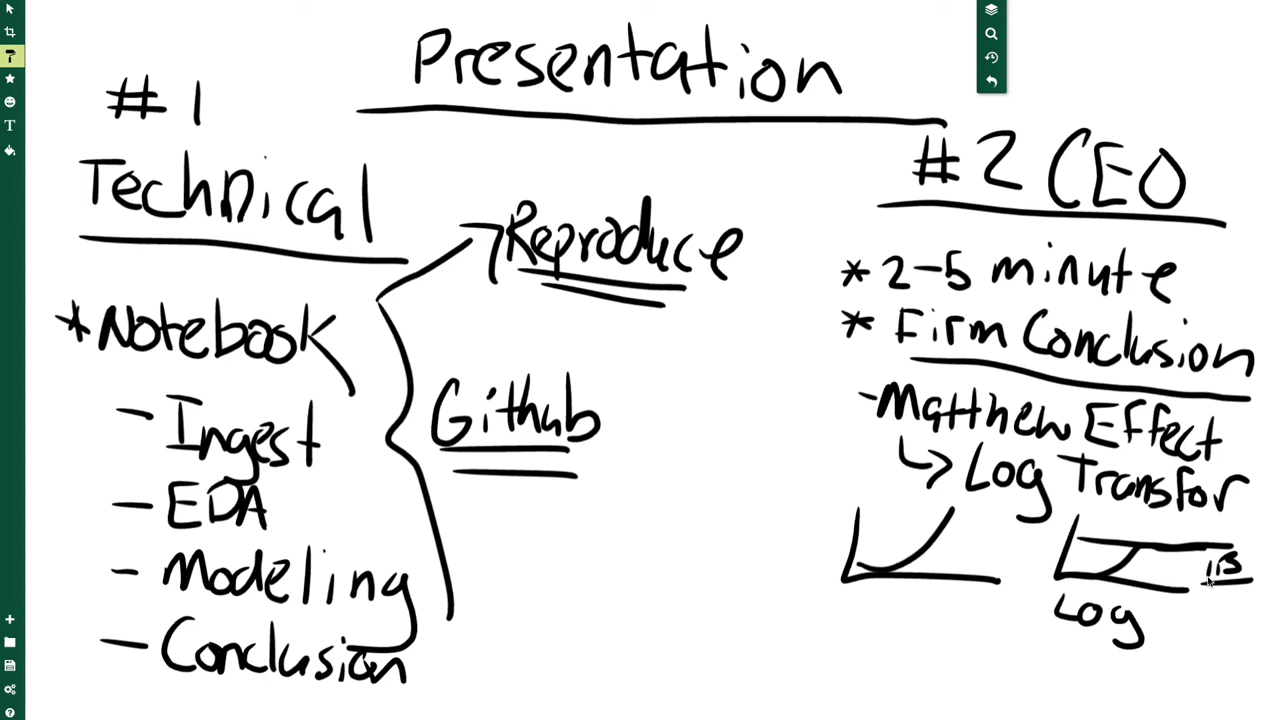 Presentation
#1
Technical
*Notebook
- Ingest
- EDA
- Modeling
- Conclusion
Reproduce
Github
#2 CEO
*2-5 minute
* Firm Conclusion
-Matthew Effect
Log Transfor
Log